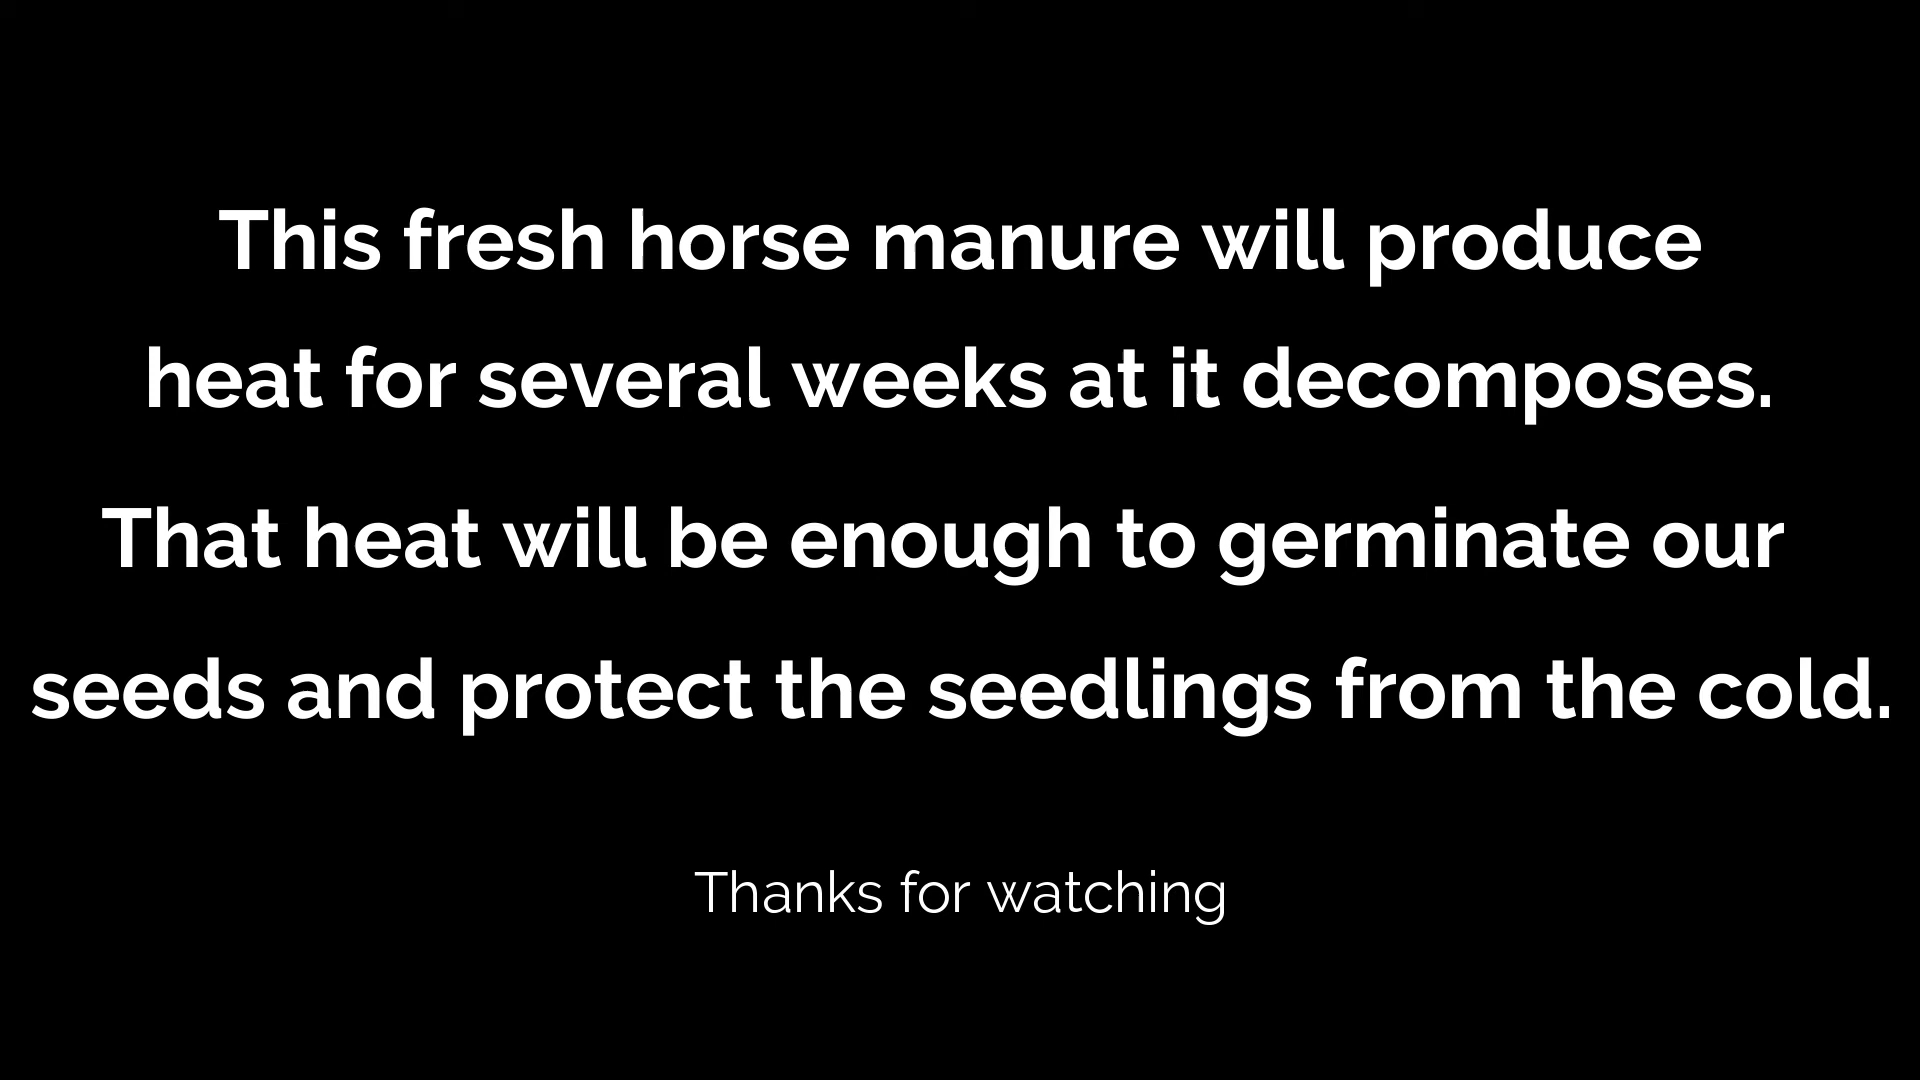 This fresh horse manure will produce
heat for several weeks at it decomposes.
That heat will be enough to germinate our
seeds and protect the seedlings from the cold.
Thanks for watching